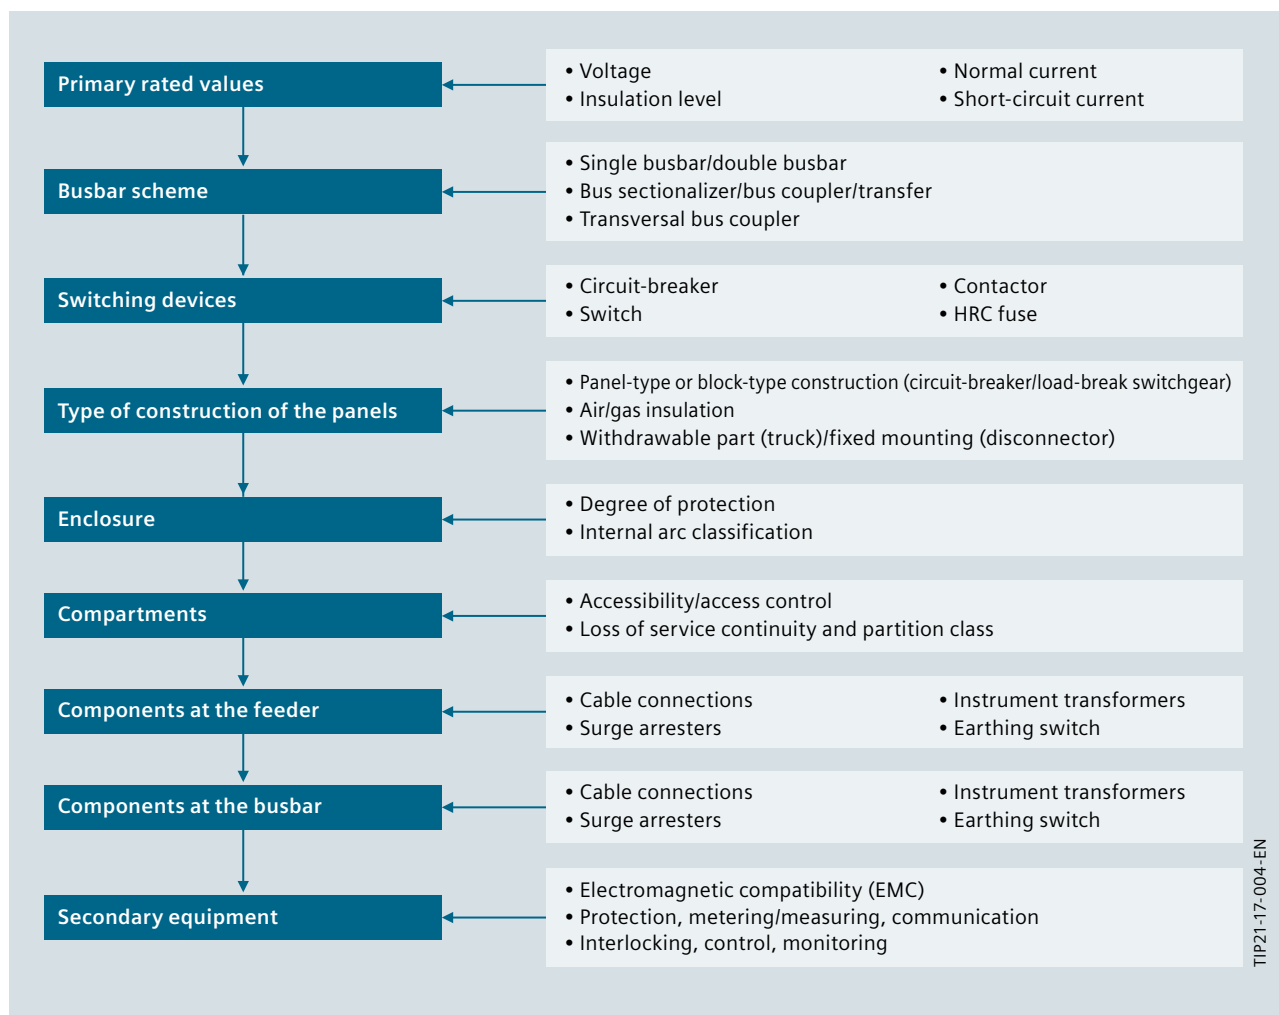 Primary rated values
• Voltage
• Insulation level
• Normal current
• Short-circuit current
Busbar scheme
• Single busbar/double busbar
• Bus sectionalizer/bus coupler/transfer
• Transversal bus coupler
Switching devices
• Circuit-breaker
• Switch
• Contactor
• HRC fuse
Type of construction of the panels
• Panel-type or block-type construction (circuit-breaker/load-break switchgear)
• Air/gas insulation
• Withdrawable part (truck)/fixed mounting (disconnector)
Enclosure
• Degree of protection
• Internal arc classification
Compartments
• Accessibility/access control
• Loss of service continuity and partition class
Components at the feeder
• Cable connections
• Surge arresters
• Instrument transformers
• Earthing switch
Components at the busbar
• Cable connections
• Surge arresters
• Instrument transformers
• Earthing switch
Secondary equipment
• Electromagnetic compatibility (EMC)
• Protection, metering/measuring, communication
• Interlocking, control, monitoring
TIP21-17-004-EN